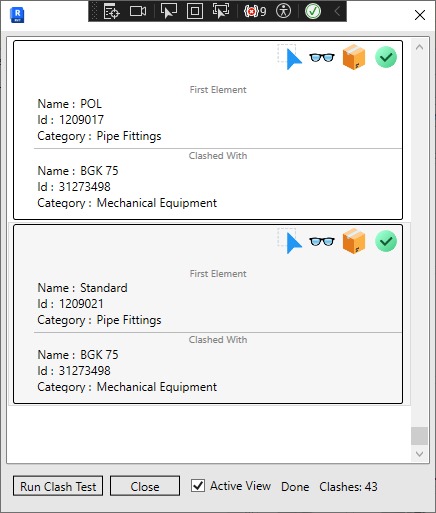 R
9
First Element
Name : POL
Id : 1209017
Category : Pipe Fittings
Clashed With
Name : BGK 75
Id : 31273498
Category : Mechanical Equipment
First Element
Name : Standard
Id : 1209021
Category : Pipe Fittings
Clashed With
Name : BGK 75
Id : 31273498
Category : Mechanical Equipment
Run Clash Test Close Active View Done Clashes: 43